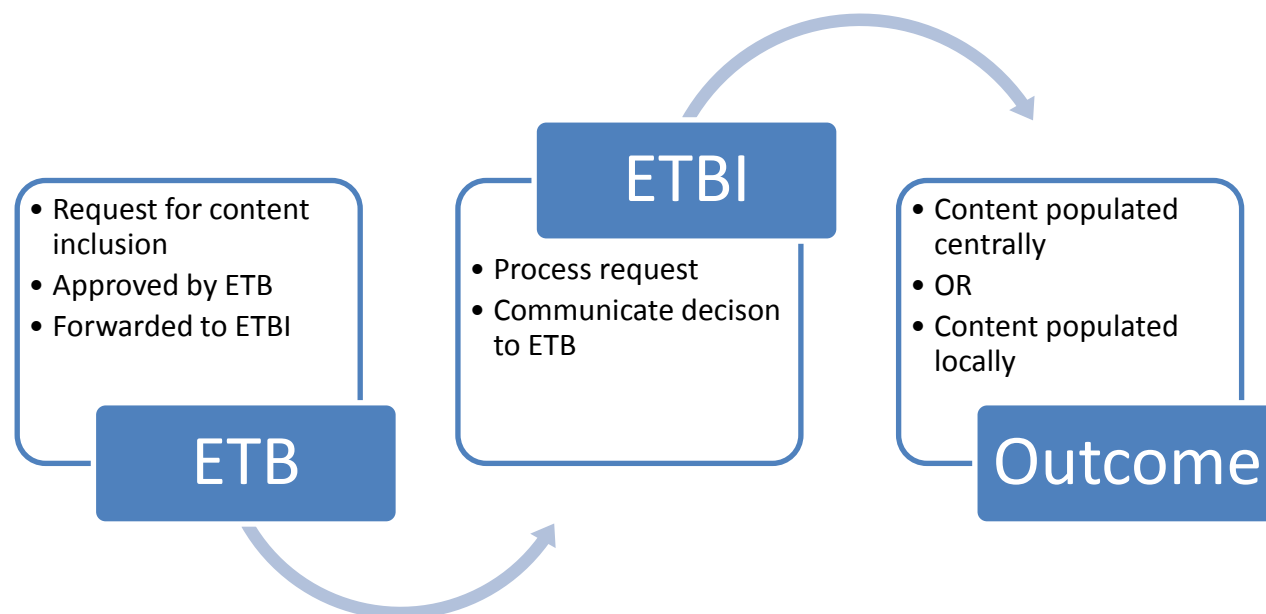 • Request for content
inclusion
• Approved by ETB
• Forwarded to ETBI
ETB
ETBI
• Process request
• Communicate decison
to ETB
• Content populated
centrally
• OR
• Content populated
locally
Outcome